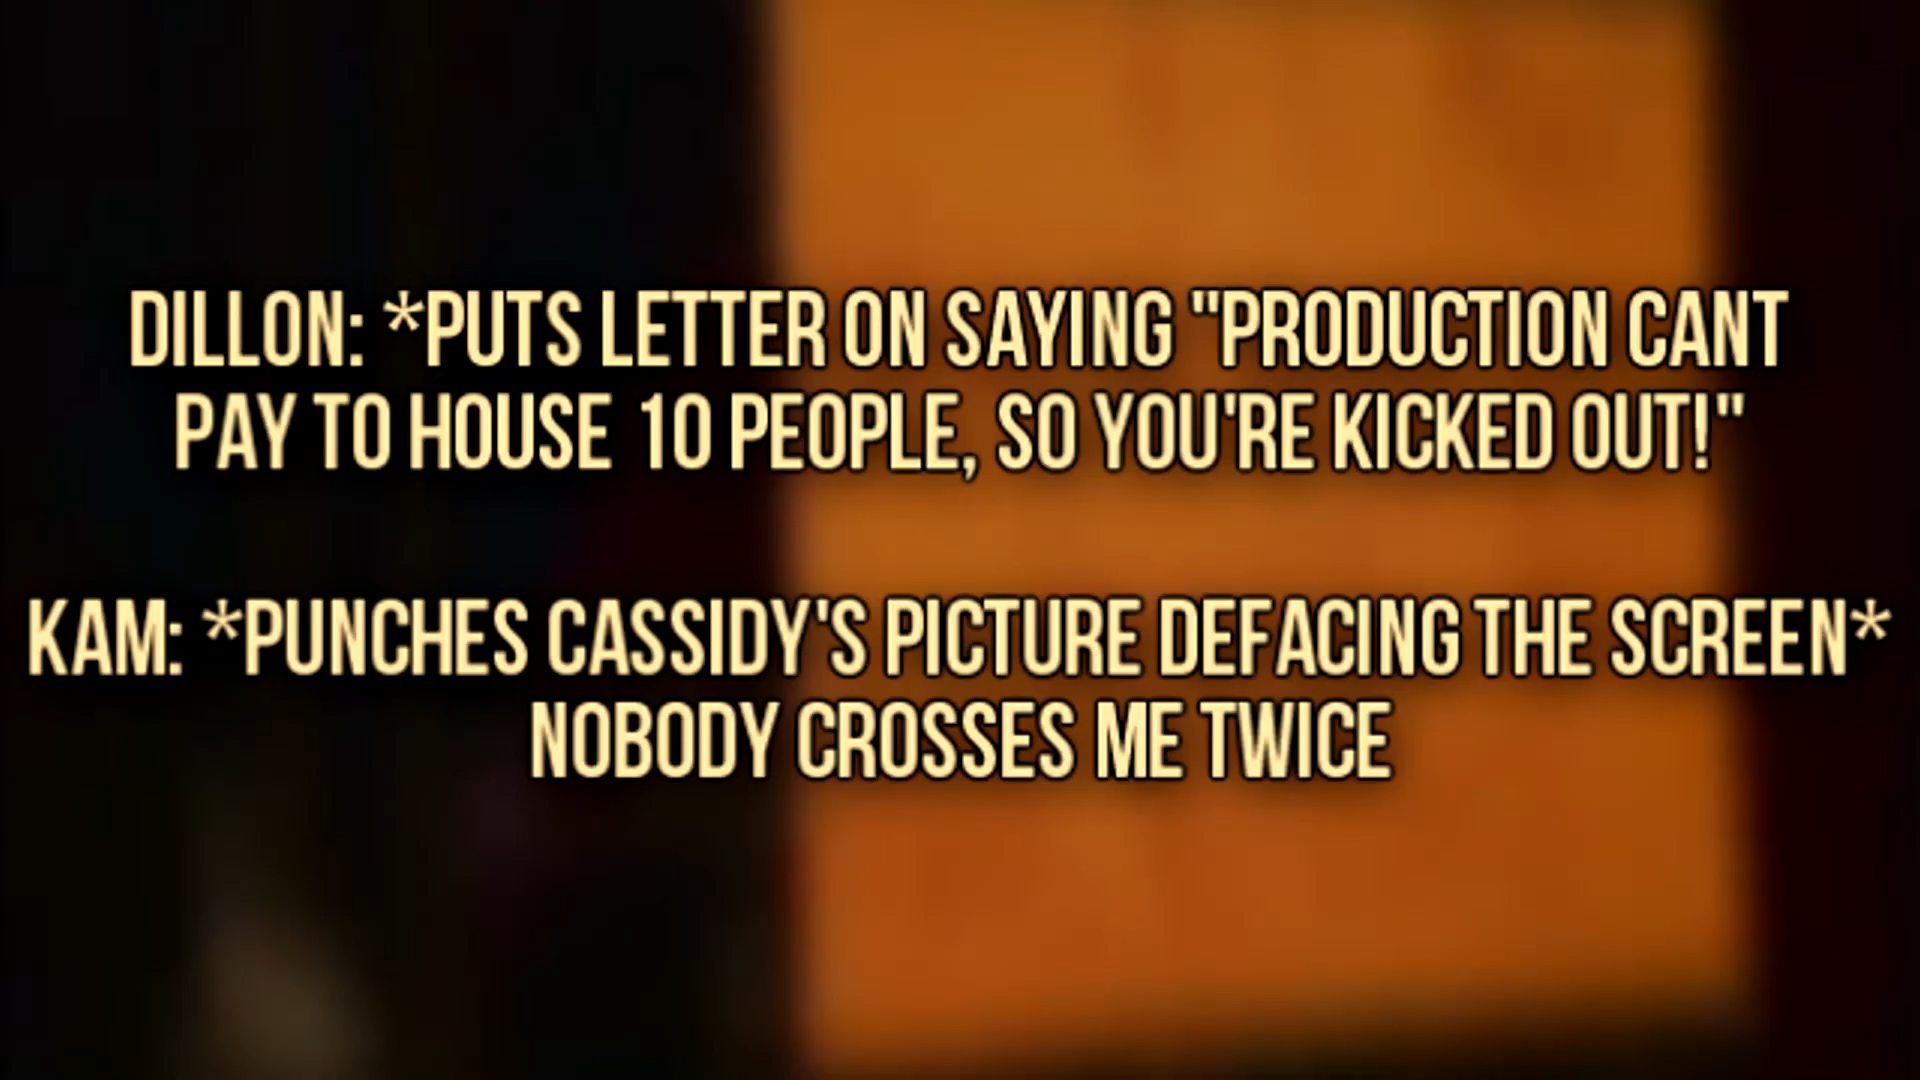 DILLON: *PUTS LETTER ON SAYING "PRODUCTION CANT
PAY TO HOUSE 10 PEOPLE, SO YOU'RE KICKED OUT!"
KAM: *PUNCHES CASSIDY'S PICTURE DEFACING THE SCREEN*
NOBODY CROSSES ME TWICE